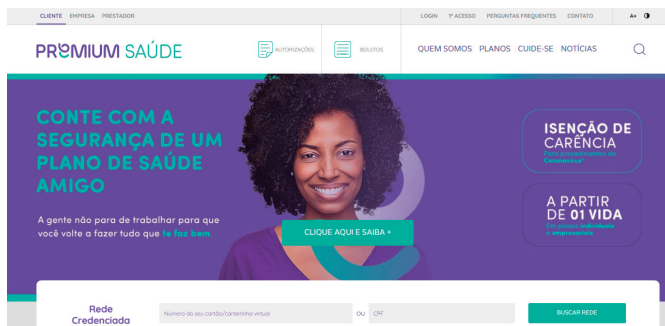 CLIENTE EMPRESA PRESTADOR
LOGIN 1º ACESSO PERGUNTAS FREQUENTES CONTATO A+
PREMIUM SAÚDE
AUTORIZAÇÕES
BOLETOS
QUEM SOMOS PLANOS CUIDE-SE NOTÍCIAS
CONTE COM A
SEGURANÇA DE UM
PLANO DE SAÚDE
AMIGO
A gente não para de trabalhar para que
você volte a fazer tudo que te faz bem.
CLIQUE AQUI E SAIBA +
ISENÇÃO DE
CARÊNCIA
Para procedimentos do
Coronavírus*
A PARTIR
DE 01 VIDA
Em planos individuais
e empresariais
Rede
Credenciada
Número do seu cartão/carteirinha virtual
OU
CPF
BUSCAR REDE